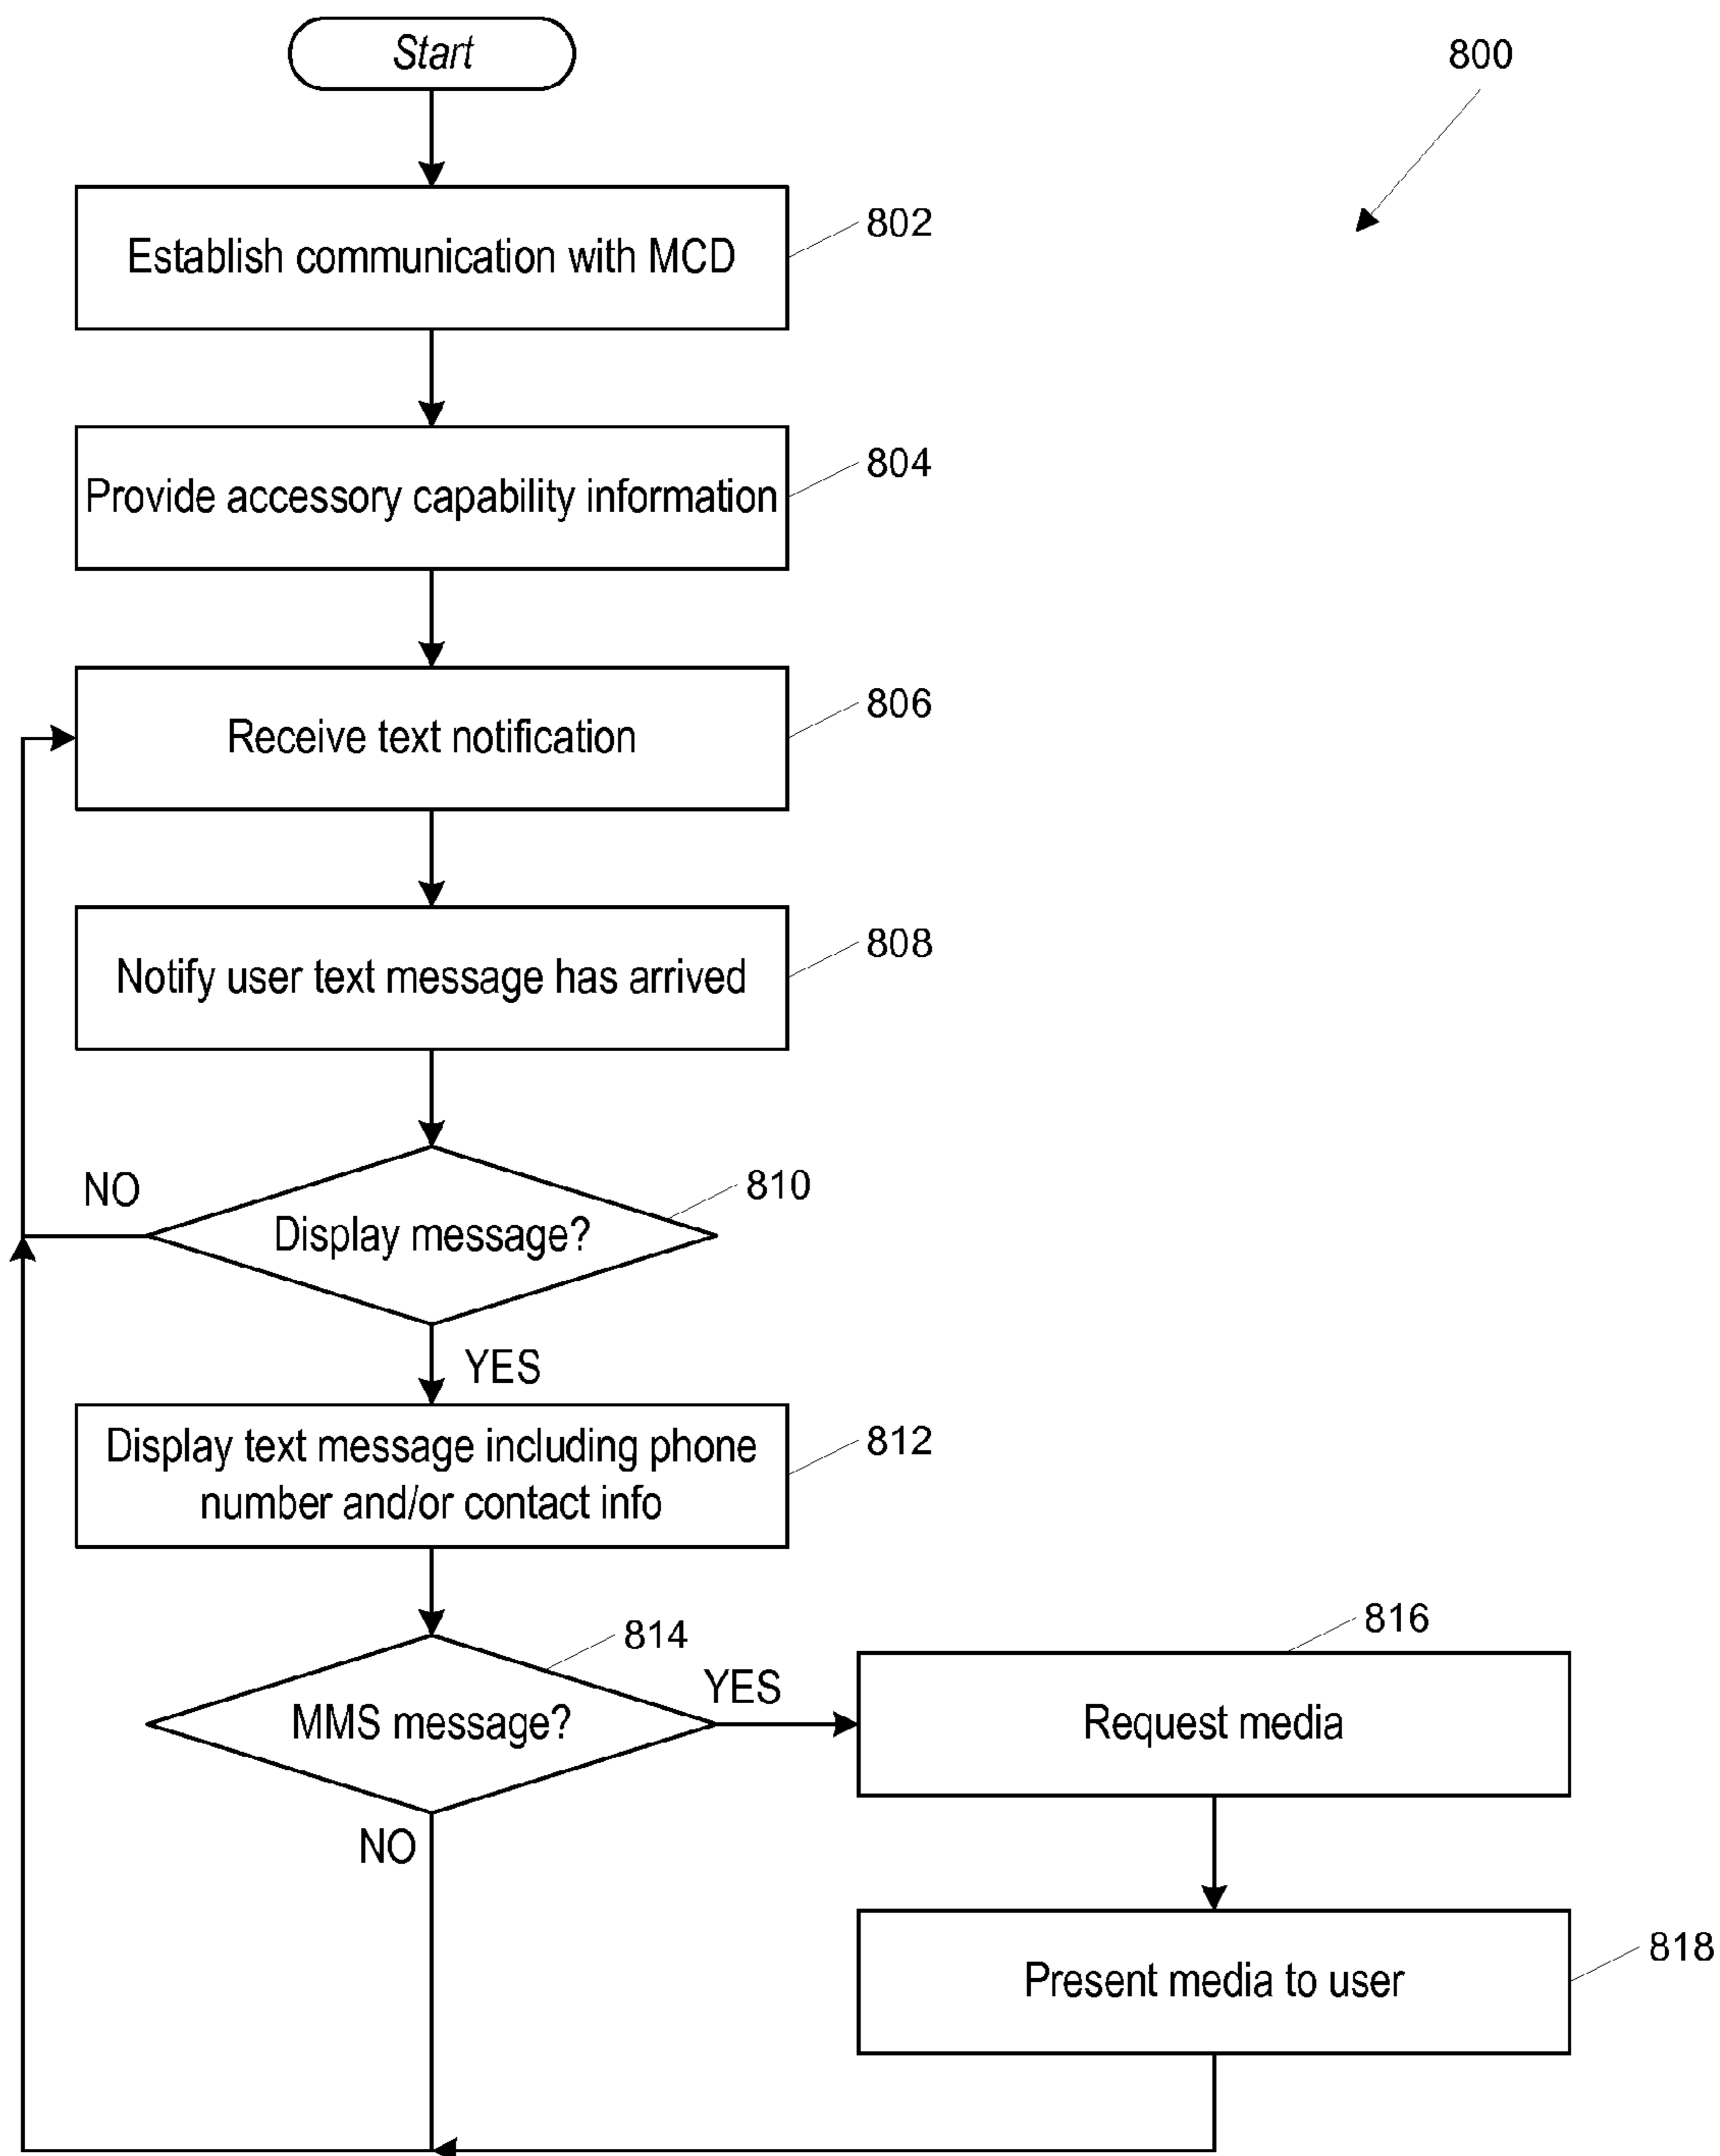 Start
800
Establish communication with MCD
802
Provide accessory capability information
804
Receive text notification
806
Notify user text message has arrived
808
NO
Display message?
810
YES
Display text message including phone
number and/or contact info
812
MMS message?
814
YES
NO
816
Request media
Present media to user
818